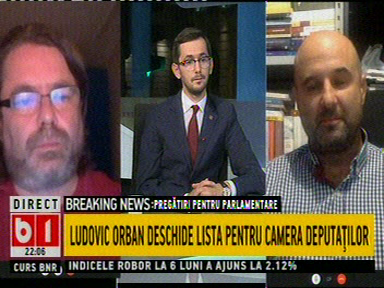 DIRECT
BREAKING NEWS:
PREGĂTIRI PENTRU PARLAMENTARE
b1
22:06
LUDOVIC ORBAN DESCHIDE LISTA PENTRU CAMERA DEPUTAŢILOR
CURS BNR
INDICELE ROBOR LA 6 LUNI A AJUNS LA 2.12%